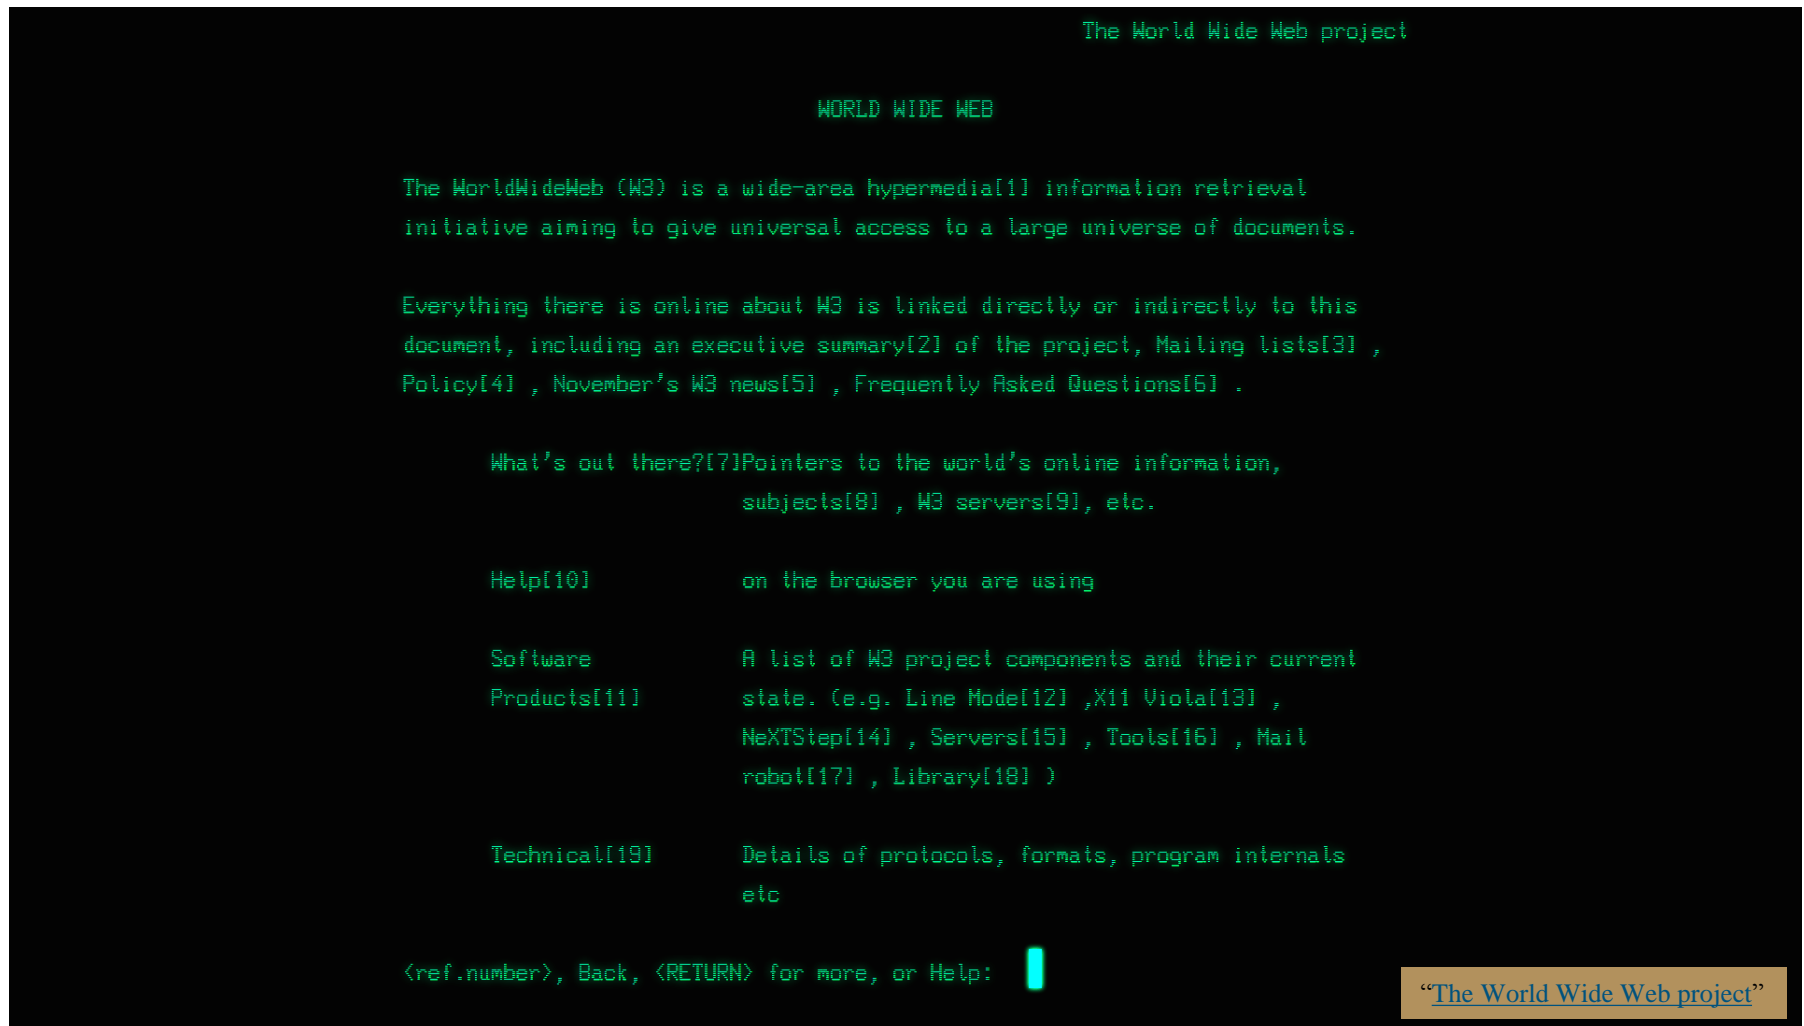 The World Wide Web project
WORLD WIDE WEB
The WorldWideWeb (W3) is a wide-area hypermedia[1] information retrieval
initiative aiming to give universal access to a large universe of documents.
Everything there is online about W3 is linked directly or indirectly to this
document, including an executive summary[2] of the project, Mailing lists[3] ,
Policy[4] , November's W3 news[5] , Frequently Asked Questions[6] .
What's out there?[7]Pointers to the world's online information,
subjects[8] , W3 servers[9], etc.
Help[10] on the browser you are using
Software A list of W3 project components and their current
Products[11] state. (e.g. Line Mode[12] ,X11 Viola[13] ,
NeXTStep[14] , Servers[15] , Tools[16] , Mail
robot[17] , Library[18] )
Technical[19] Details of protocols, formats, program internals
etc
<ref.number>, Back, <RETURN> for more, or Help:
“The World Wide Web project”